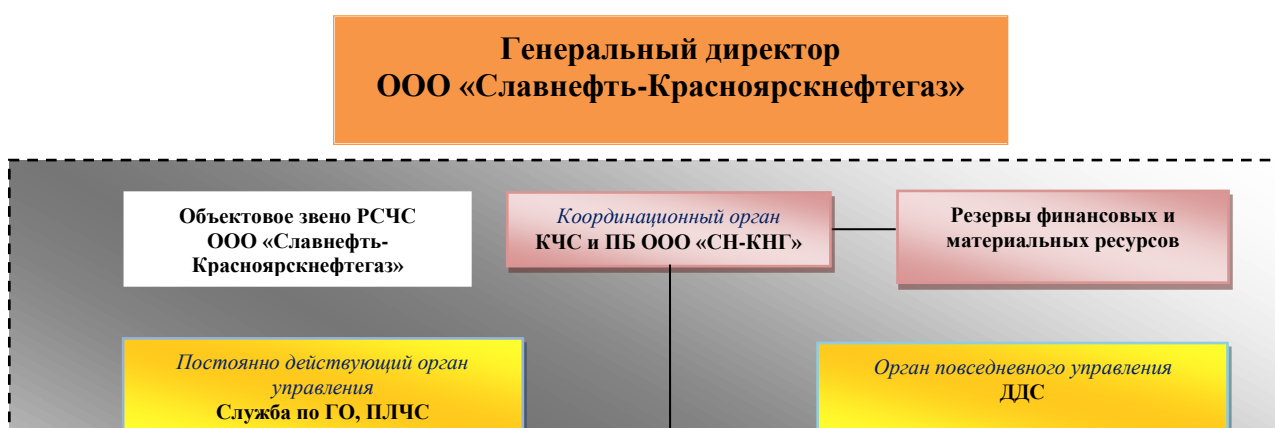 Генеральный директор
ООО «Славнефть-Красноярскнефтегаз»
Объектовое звено РСЧС
ООО «Славнефть-
Красноярскнефтегаз»
Координационный орган
КЧС и ПБ ООО «СН-КНГ»
Резервы финансовых и
материальных ресурсов
Постоянно действующий орган
управления
Служба по ГО, ПЛЧС
Орган повседневного управления
ДДС